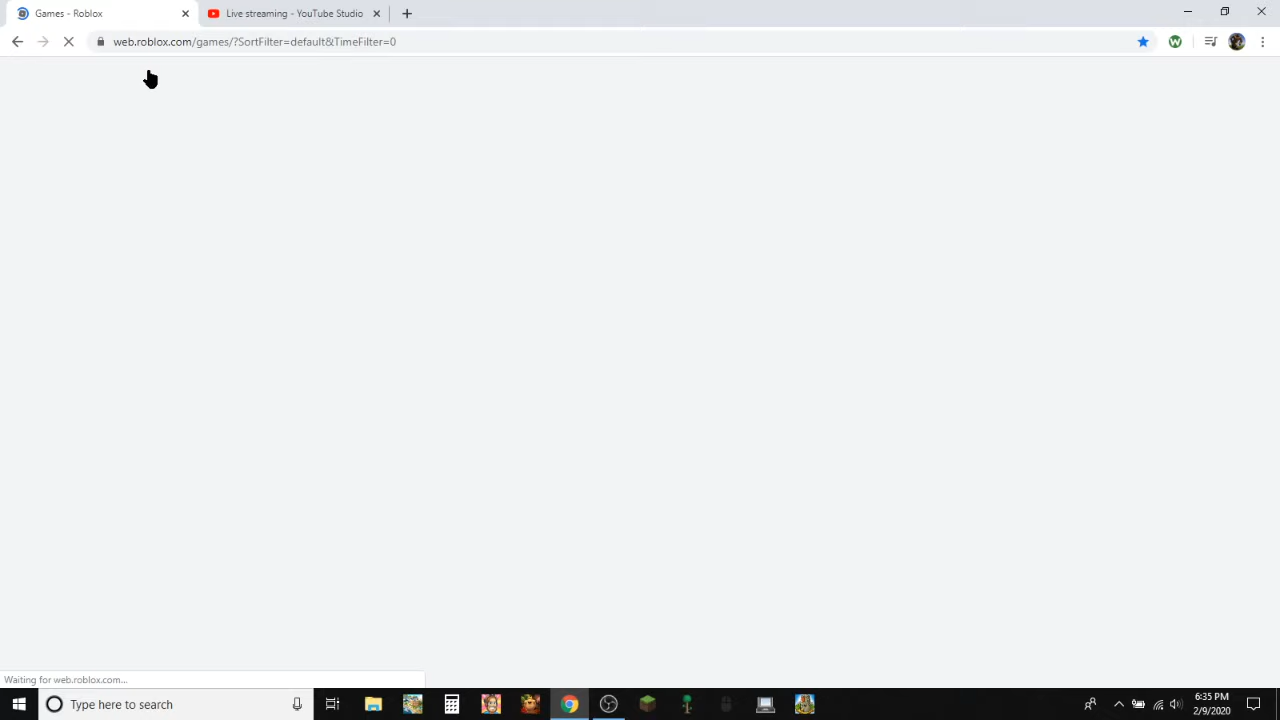 Games - Roblox
Live streaming - YouTube Studio
web.roblox.com/games/?SortFilter=default&TimeFilter=0
W
Waiting for web.roblox.com...
Type here to search
6:35 PM
2/9/2020